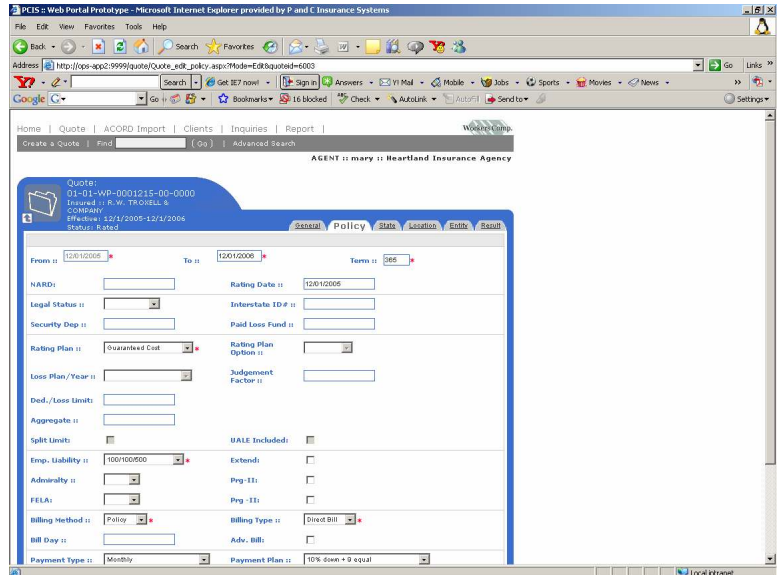 PCIS :: Web Portal Prototype - Microsoft Internet Explorer provided by P and C Insurance Systems
File Edit View Favorites Tools Help
Back Search Favorites
Address http://ops-app2:9999/quote/Quote_edit_policy.aspx?Mode=Edit&quoteid=6003 Go Links »
Y! Search Get IE7 now! Sign in Answers Y! Mail Mobile Jobs Sports Movies News »
Google G Go Bookmarks 16 blocked Check AutoLink AutoFill Send to Settings
Home | Quote | ACORD Import | Clients | Inquiries | Report | Workers Comp.
Create a Quote | Find (Go) | Advanced Search
AGENT :: mary :: Heartland Insurance Agency
Quote:
01-01-WP-0001215-00-0000
Insured :: R.W. TROXELL &
COMPANY
Effective: 12/1/2005-12/1/2006
Status: Rated
General Policy State Location Entity Result
From :: 12/01/2005 * To :: 12/01/2006 * Term :: 365 *
NARD: Rating Date :: 12/01/2005
Legal Status :: Interstate ID# ::
Security Dep :: Paid Loss Fund ::
Rating Plan :: Guaranteed Cost * Rating Plan Option ::
Loss Plan/Year :: Judgement Factor ::
Ded./Loss Limit:
Aggregate ::
Split Limit: UALE Included:
Emp. Liability :: 100/100/500 * Extend:
Admiralty :: Prg-II:
FELA: Prg -II:
Billing Method :: Policy * Billing Type :: Direct Bill *
Bill Day :: Adv. Bill:
Payment Type :: Monthly Payment Plan :: 10% down + 9 equal
Local intranet